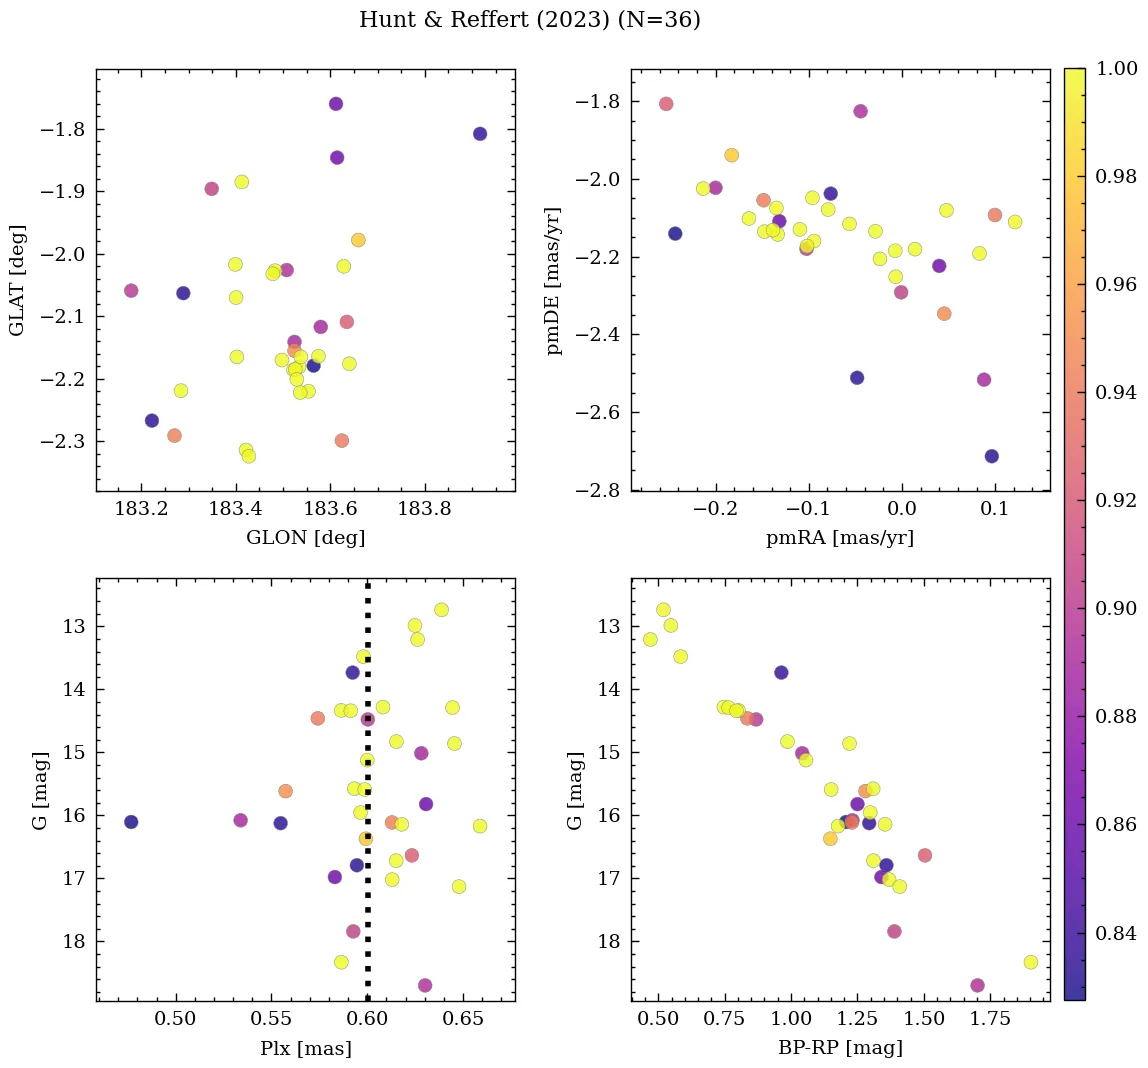 Hunt & Reffert (2023) (N=36)
−1.8
−1.9
−2.0
−2.1
−2.2
−2.3
GLAT [deg]
183.2 183.4 183.6 183.8
GLON [deg]
−1.8
−2.0
−2.2
−2.4
−2.6
−2.8
pmDE [mas/yr]
−0.2 −0.1 0.0 0.1
pmRA [mas/yr]
13
14
15
16
17
18
G [mag]
0.50 0.55 0.60 0.65
Plx [mas]
13
14
15
16
17
18
G [mag]
0.50 0.75 1.00 1.25 1.50 1.75
BP-RP [mag]
1.00
0.98
0.96
0.94
0.92
0.90
0.88
0.86
0.84